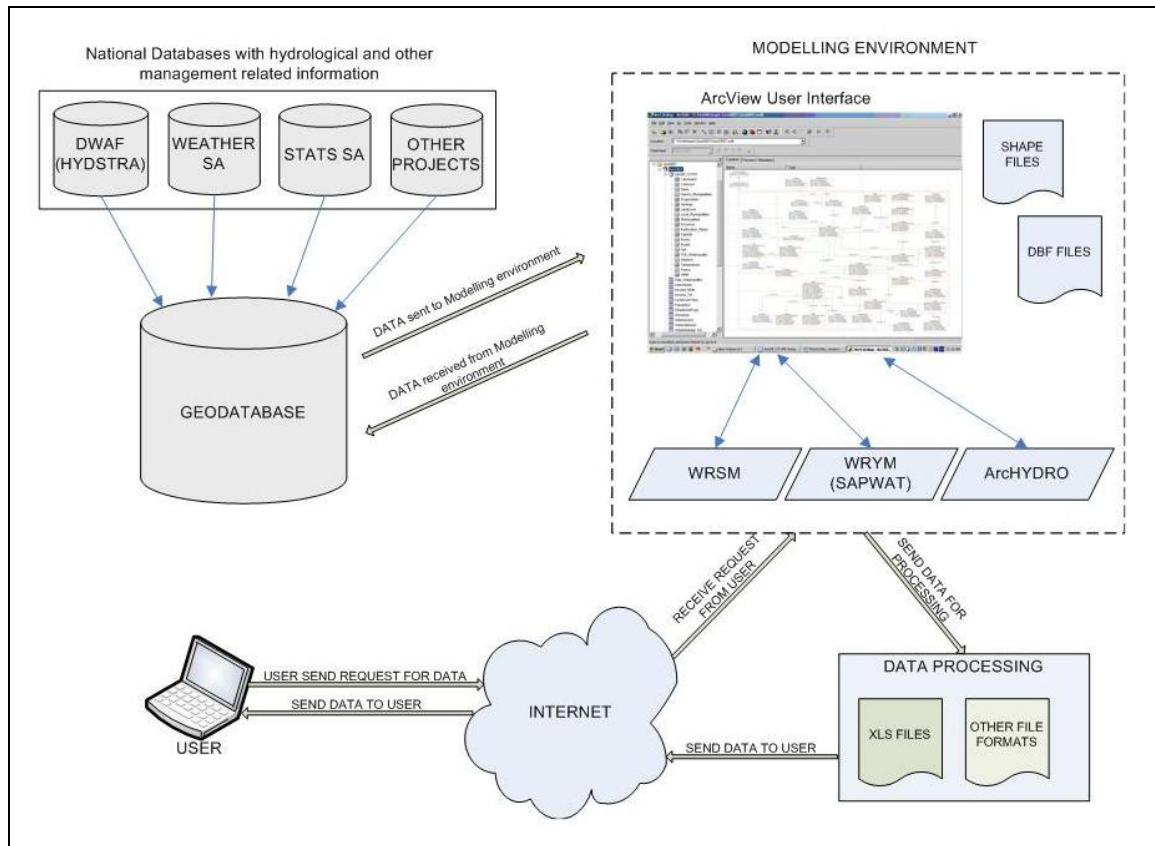 National Databases with hydrological and other
management related information
DWAF
(HYDSTRA)
WEATHER
SA
STATS SA
OTHER
PROJECTS
MODELLING ENVIRONMENT
ArcView User Interface
SHAPE
FILES
DBF FILES
DATA sent to Modelling environment
DATA received from Modelling
environment
GEODATABASE
WRSM
WRYM
(SAPWAT)
ArcHYDRO
RECEIVE REQUEST
FROM USER
SEND DATA FOR
PROCESSING
USER SEND REQUEST FOR DATA
SEND DATA TO USER
USER
INTERNET
SEND DATA TO USER
DATA PROCESSING
XLS FILES
OTHER FILE
FORMATS